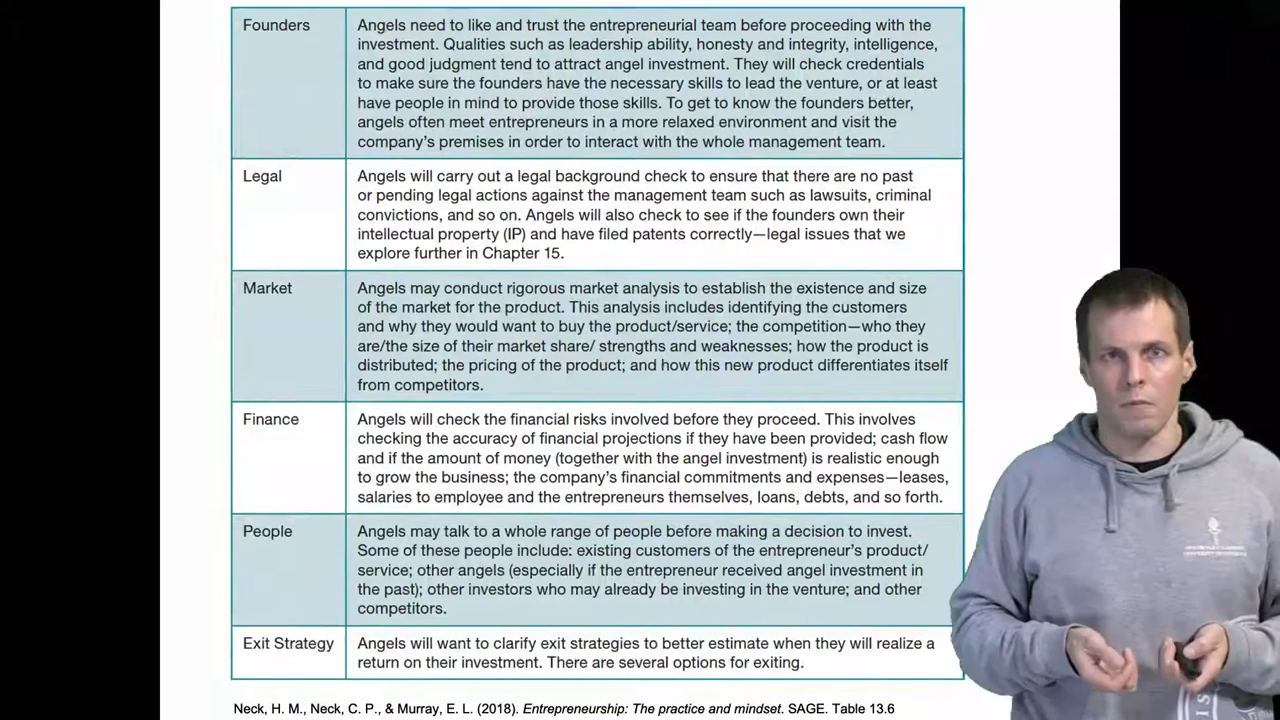 Founders
Angels need to like and trust the entrepreneurial team before proceeding with the
investment. Qualities such as leadership ability, honesty and integrity, intelligence,
and good judgment tend to attract angel investment. They will check credentials
to make sure the founders have the necessary skills to lead the venture, or at least
have people in mind to provide those skills. To get to know the founders better,
angels often meet entrepreneurs in a more relaxed environment and visit the
company's premises in order to interact with the whole management team.
Legal
Angels will carry out a legal background check to ensure that there are no past
or pending legal actions against the management team such as lawsuits, criminal
convictions, and so on. Angels will also check to see if the founders own their
intellectual property (IP) and have filed patents correctly—legal issues that we
explore further in Chapter 15.
Market
Angels may conduct rigorous market analysis to establish the existence and size
of the market for the product. This analysis includes identifying the customers
and why they would want to buy the product/service; the competition—who they
are/the size of their market share/ strengths and weaknesses; how the product is
distributed; the pricing of the product; and how this new product differentiates itself
from competitors.
Finance
Angels will check the financial risks involved before they proceed. This involves
checking the accuracy of financial projections if they have been provided; cash flow
and if the amount of money (together with the angel investment) is realistic enough
to grow the business; the company's financial commitments and expenses—leases,
salaries to employee and the entrepreneurs themselves, loans, debts, and so forth.
People
Angels may talk to a whole range of people before making a decision to invest.
Some of these people include: existing customers of the entrepreneur's product/
service; other angels (especially if the entrepreneur received angel investment in
the past); other investors who may already be investing in the venture; and other
competitors.
Exit Strategy
Angels will want to clarify exit strategies to better estimate when they will realize a
return on their investment. There are several options for exiting.
Neck, H. M., Neck, C. P., & Murray, E. L. (2018). Entrepreneurship: The practice and mindset. SAGE. Table 13.6